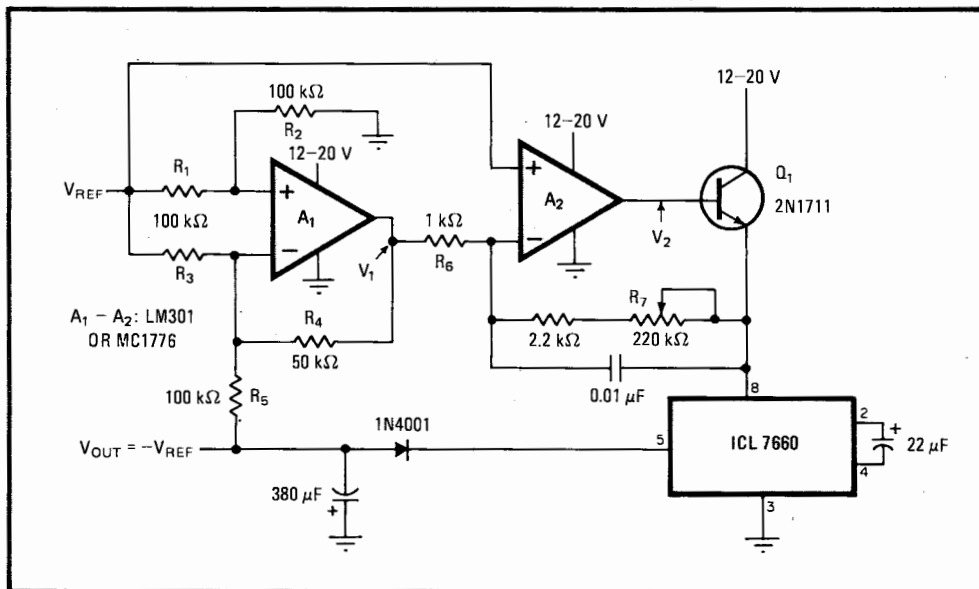 100 kΩ
R2
12–20 V
12–20 V
12–20 V
R1
VREF
100 kΩ
R3
+
A1
−
1 kΩ
R6
V1
+
A2
−
V2
Q1
2N1711
A1 – A2: LM301
OR MC1776
R4
50 kΩ
2.2 kΩ
R7
220 kΩ
0.01 μF
100 kΩ
R5
1N4001
VOUT = −VREF
380 μF
+
8
5
ICL 7660
2
4
3
+
22 μF